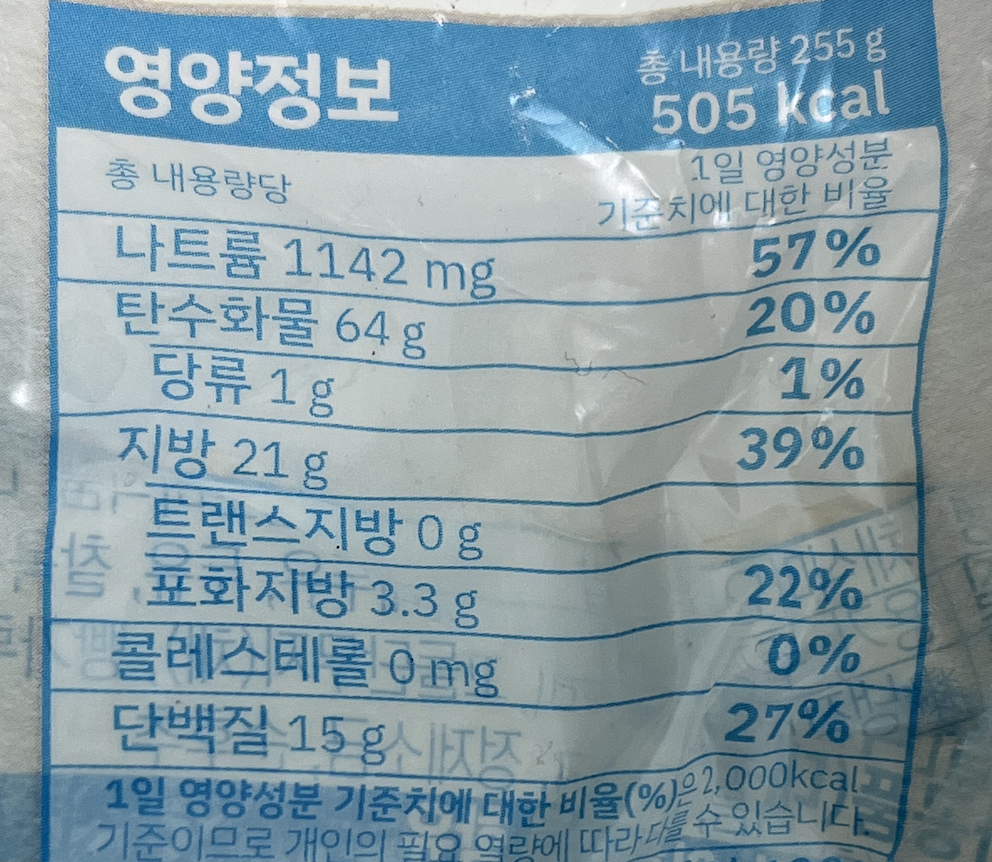 영양정보
총 내용량 255 g
505 kcal
총 내용량당
1일 영양성분
기준치에 대한 비율
나트륨 1142 mg 57%
탄수화물 64 g 20%
당류 1 g 1%
지방 21 g 39%
트랜스지방 0 g
포화지방 3.3 g 22%
콜레스테롤 0 mg 0%
단백질 15 g 27%
1일 영양성분 기준치에 대한 비율(%)은 2,000kcal
기준이므로 개인의 필요 열량에 따라 다를 수 있습니다.